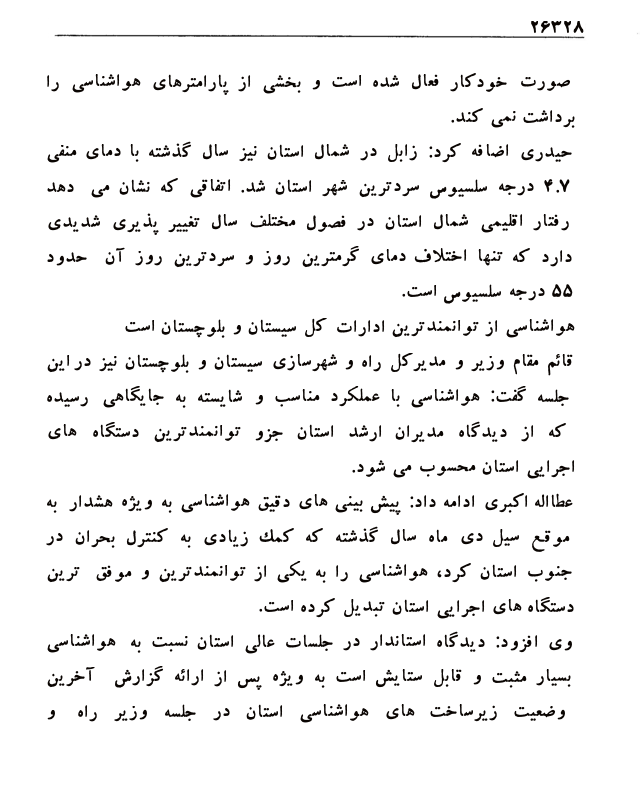 ۲۶۳۲۸
صورت خودکار فعال شده است و بخشی از پارامترهای هواشناسی را
برداشت نمی کند.
حیدری اضافه کرد: زابل در شمال استان نیز سال گذشته با دمای منفی
۴.۷ درجه سلسیوس سردترین شهر استان شد. اتفاقی که نشان می دهد
رفتار اقلیمی شمال استان در فصول مختلف سال تغییر پذیری شدیدی
دارد که تنها اختلاف دمای گرمترین روز و سردترین روز آن حدود
۵۵ درجه سلسیوس است.
هواشناسی از توانمندترین ادارات کل سیستان و بلوچستان است
قائم مقام وزیر و مدیرکل راه و شهرسازی سیستان و بلوچستان نیز دراین
جلسه گفت: هواشناسی با عملکرد مناسب و شایسته به جایگاهی رسیده
که از دیدگاه مدیران ارشد استان جزو توانمندترین دستگاه های
اجرایی استان محسوب می شود.
عطااله اکبری ادامه داد: پیش بینی های دقیق هواشناسی به ویژه هشدار به
موقع سیل دی ماه سال گذشته که کمك زیادی به کنترل بحران در
جنوب استان کرد، هواشناسی را به یکی از توانمندترین و موفق ترین
دستگاه های اجرایی استان تبدیل کرده است.
وی افزود: دیدگاه استاندار در جلسات عالی استان نسبت به هواشناسی
بسیار مثبت و قابل ستایش است به ویژه پس از ارائه گزارش آخرین
وضعیت زیرساخت های هواشناسی استان در جلسه وزیر راه و